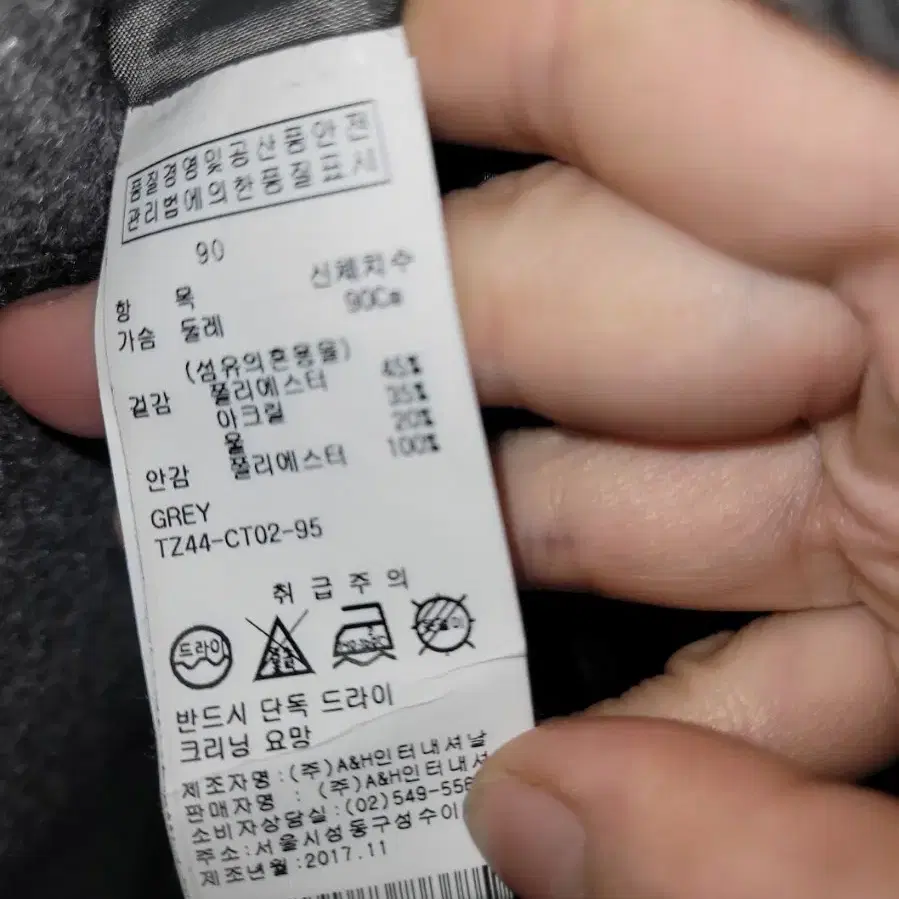 품질경영및공산품안전
관리법에의한품질표시
90
항 목 신체치수
가슴 둘레 90Cm
(섬유의혼용율)
겉감 폴리에스터 45%
아크릴 35%
울 20%
안감 폴리에스터 100%
GREY
TZ44-CT02-95
취 급 주 의
드라이
반드시 단독 드라이
크리닝 요망
제조자명:(주)A&H인터내셔날
판매자명 : (주)A&H인터내셔
소비자상담실:(02)549-556
주소:서울시성동구성수이
제조년월:2017.11